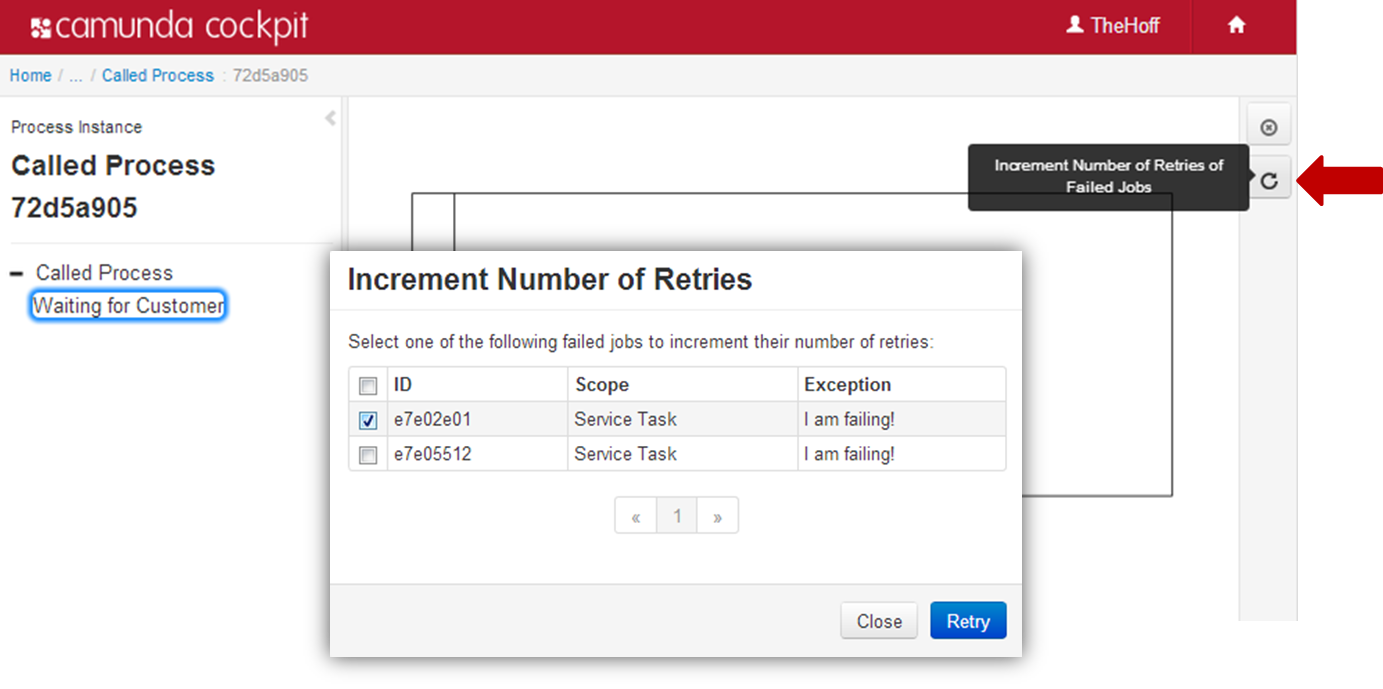 camunda cockpit
TheHoff
Home / ... / Called Process : 72d5a905
Process Instance
Called Process
72d5a905
Called Process
Waiting for Customer
Increment Number of Retries of
Failed Jobs
Increment Number of Retries
Select one of the following failed jobs to increment their number of retries:
ID Scope Exception
e7e02e01 Service Task I am failing!
e7e05512 Service Task I am failing!
« 1 »
Close Retry